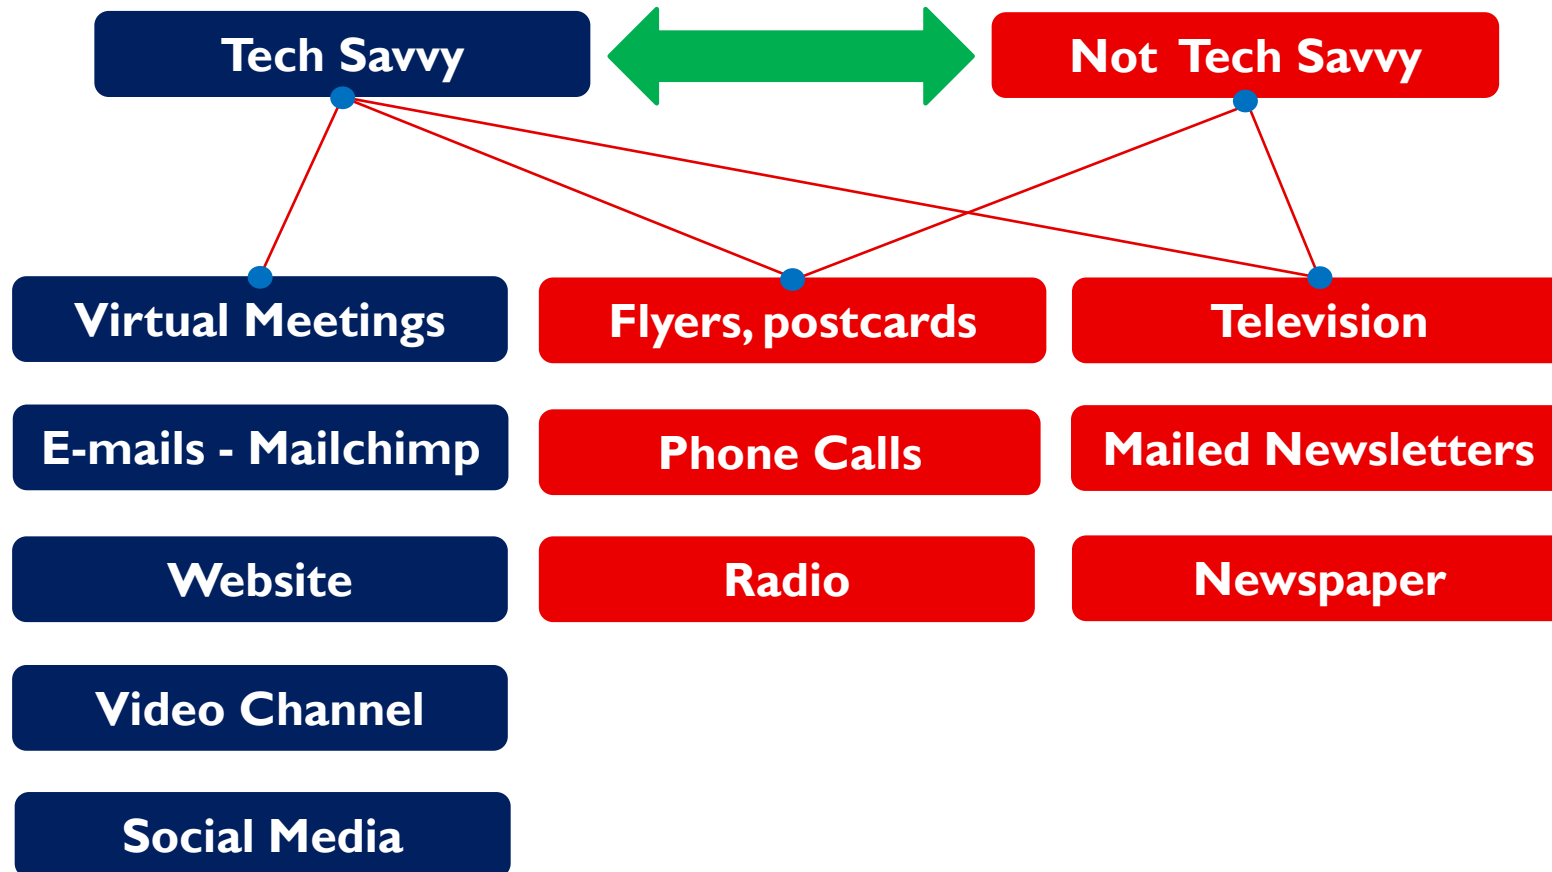 Tech Savvy
Not Tech Savvy
Virtual Meetings
Flyers, postcards
Television
E-mails - Mailchimp
Phone Calls
Mailed Newsletters
Website
Radio
Newspaper
Video Channel
Social Media